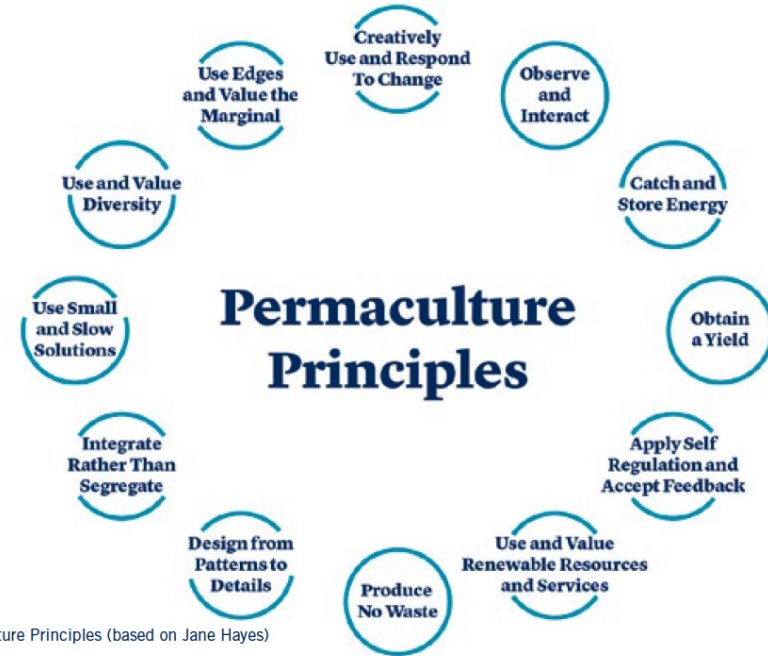 Creatively
Use and Respond
To Change
Observe
and
Interact
Catch and
Store Energy
Obtain
a Yield
Apply Self
Regulation and
Accept Feedback
Use and Value
Renewable Resources
and Services
Produce
No Waste
Design from
Patterns to
Details
Integrate
Rather Than
Segregate
Use Small
and Slow
Solutions
Use and Value
Diversity
Use Edges
and Value the
Marginal
Permaculture
Principles
Principles (based on Jane Hayes)